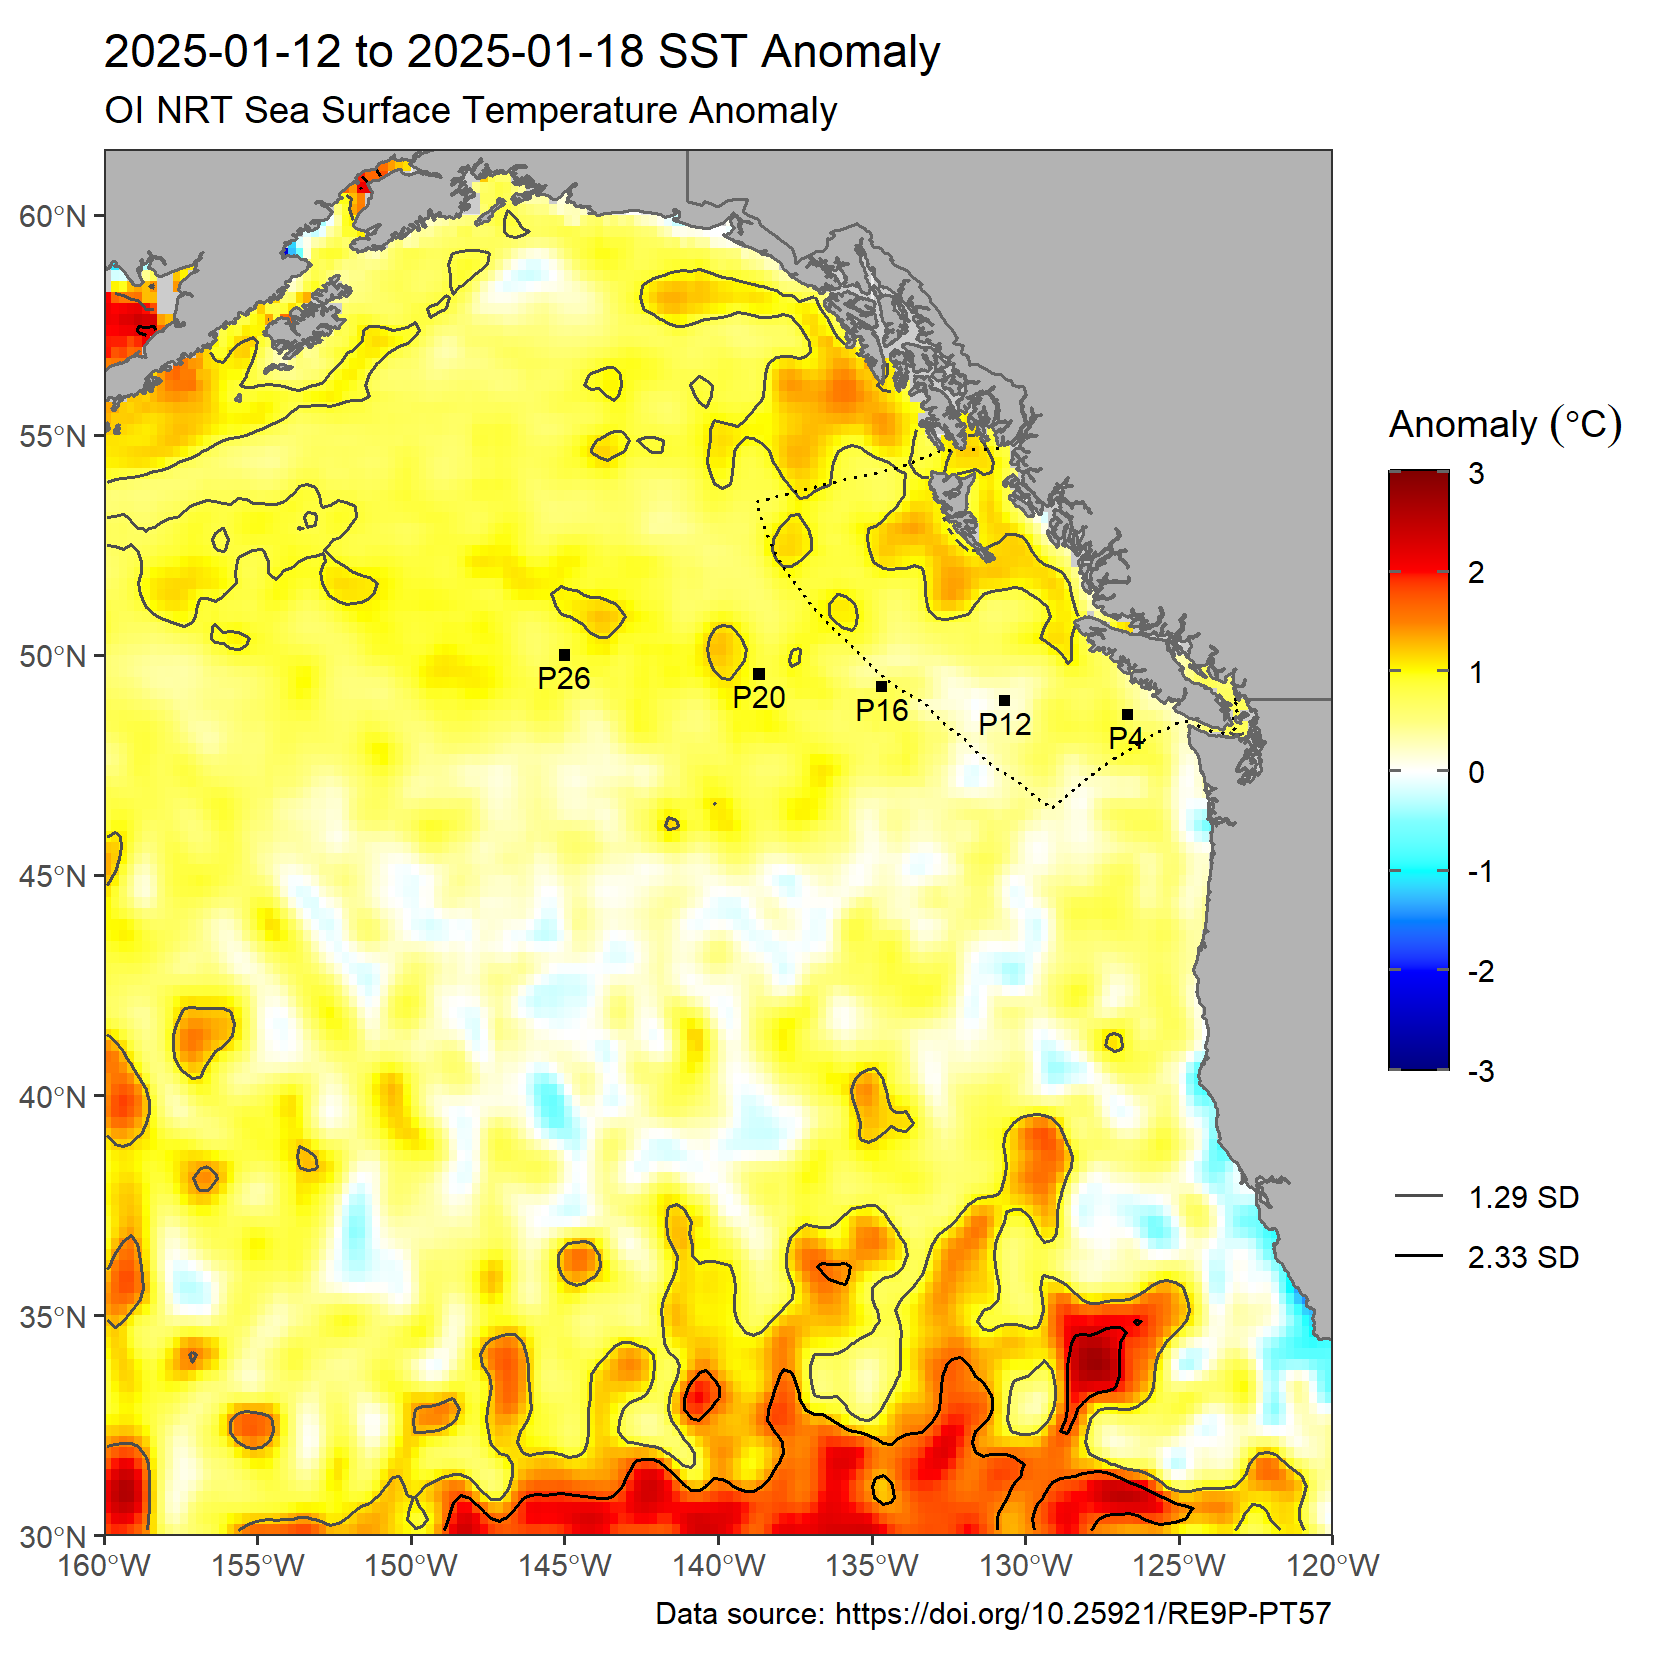 2025-01-12 to 2025-01-18 SST Anomaly
OI NRT Sea Surface Temperature Anomaly
60°N
55°N
50°N
45°N
40°N
35°N
30°N
P26
P20
P16
P12
P4
160°W
155°W
150°W
145°W
140°W
135°W
130°W
125°W
120°W
Anomaly (°C)
3
2
1
0
-1
-2
-3
1.29 SD
2.33 SD
Data source: https://doi.org/10.25921/RE9P-PT57